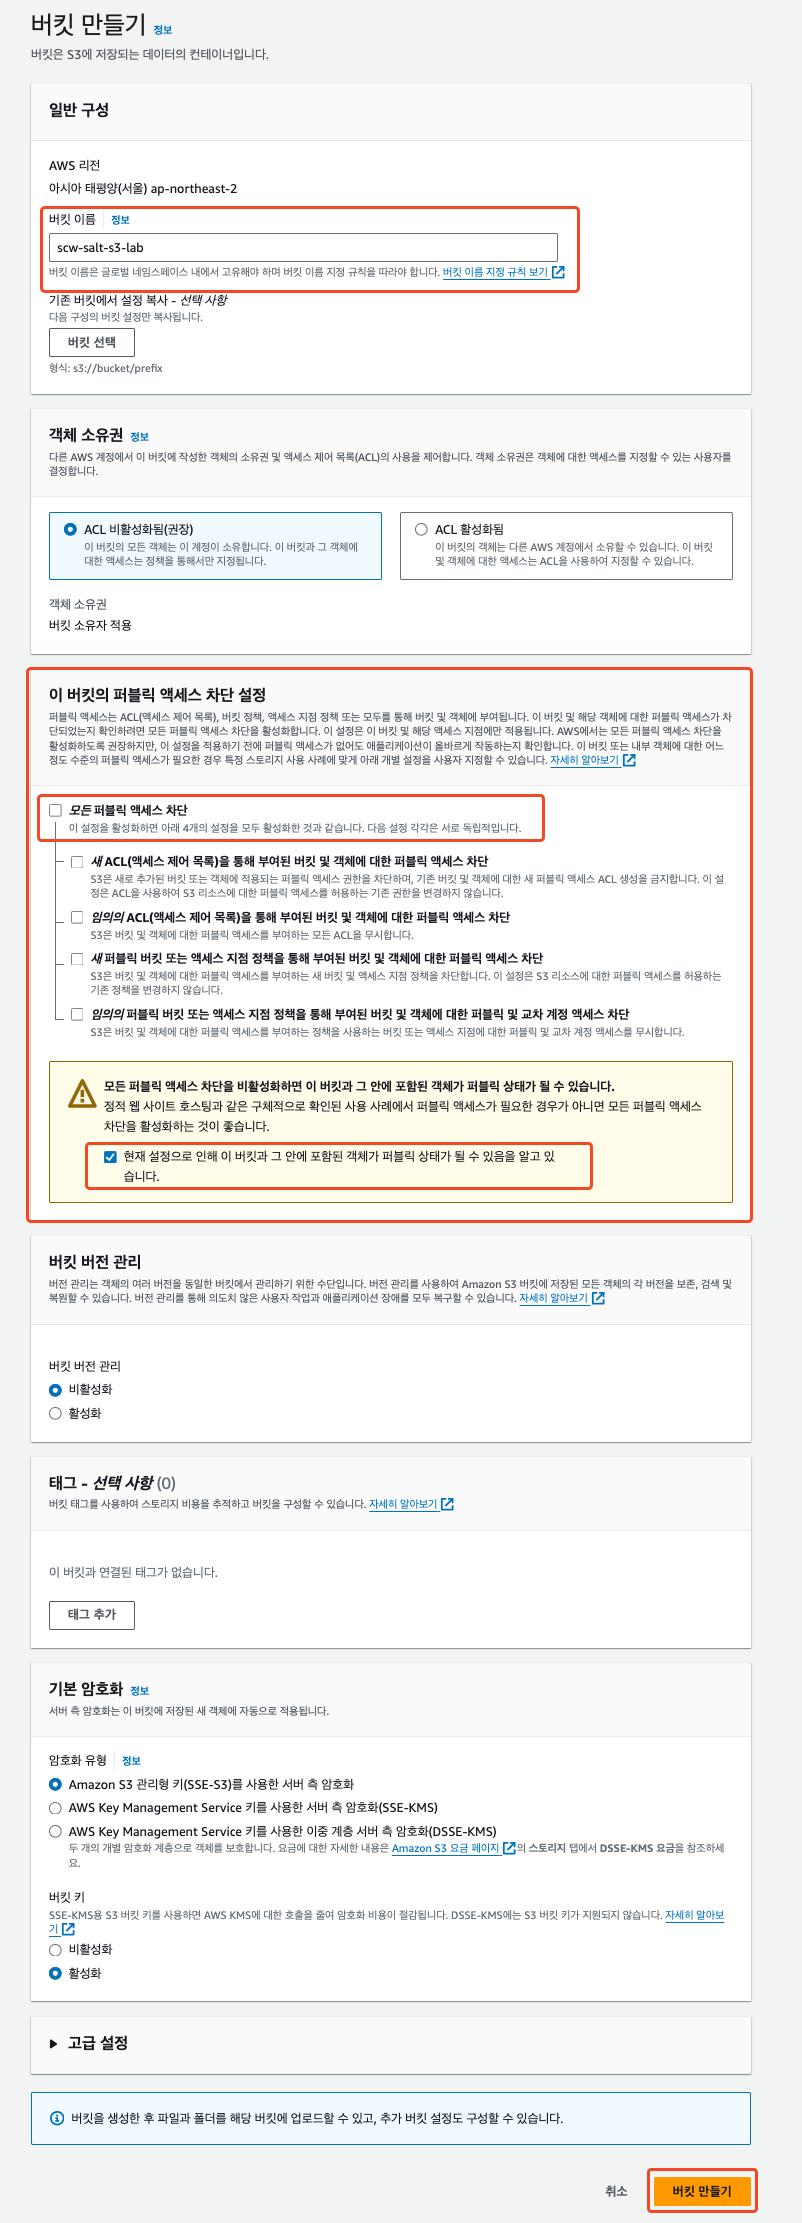 버킷 만들기 정보
버킷은 S3에 저장되는 데이터의 컨테이너입니다.
일반 구성
AWS 리전
아시아 태평양(서울) ap-northeast-2
버킷 이름 정보
scw-salt-s3-lab
버킷 이름은 글로벌 네임스페이스 내에서 고유해야 하며 버킷 이름 지정 규칙을 따라야 합니다. 버킷 이름 지정 규칙 보기
기존 버킷에서 설정 복사 - 선택 사항
다음 구성의 버킷 설정만 복사됩니다.
버킷 선택
형식: s3://bucket/prefix
객체 소유권 정보
다른 AWS 계정에서 이 버킷에 작성한 객체의 소유권 및 액세스 제어 목록(ACL)의 사용을 제어합니다. 객체 소유권은 객체에 대한 액세스를 지정할 수 있는 사용자를
결정합니다.
ACL 비활성화됨(권장)
이 버킷의 모든 객체는 이 계정이 소유합니다. 이 버킷과 그 객체에
대한 액세스는 정책을 통해서만 지정됩니다.
ACL 활성화됨
이 버킷의 객체는 다른 AWS 계정에서 소유할 수 있습니다. 이 버킷
및 객체에 대한 액세스는 ACL을 사용하여 지정할 수 있습니다.
객체 소유권
버킷 소유자 적용
이 버킷의 퍼블릭 액세스 차단 설정
퍼블릭 액세스는 ACL(액세스 제어 목록), 버킷 정책, 액세스 지점 정책 또는 모두를 통해 버킷 및 객체에 부여됩니다. 이 버킷 및 해당 객체에 대한 퍼블릭 액세스가 차
단되었는지 확인하려면 모든 퍼블릭 액세스 차단을 활성화합니다. 이 설정은 이 버킷 및 해당 액세스 지점에만 적용됩니다. AWS에서는 모든 퍼블릭 액세스 차단을
활성화하도록 권장하지만, 이 설정을 적용하기 전에 퍼블릭 액세스가 없어도 애플리케이션이 올바르게 작동하는지 확인합니다. 이 버킷 또는 내부 객체에 대한 어느
정도 수준의 퍼블릭 액세스가 필요한 경우 특정 스토리지 사용 사례에 맞게 아래 개별 설정을 사용자 지정할 수 있습니다. 자세히 알아보기
모든 퍼블릭 액세스 차단
이 설정을 활성화하면 아래 4개의 설정을 모두 활성화한 것과 같습니다. 다음 설정 각각은 서로 독립적입니다.
새 ACL(액세스 제어 목록)을 통해 부여된 버킷 및 객체에 대한 퍼블릭 액세스 차단
S3은 새로 추가된 버킷 또는 객체에 적용되는 퍼블릭 액세스 권한을 차단하며, 기존 버킷 및 객체에 대한 새 퍼블릭 액세스 ACL 생성을 금지합니다. 이 설
정은 ACL을 사용하여 S3 리소스에 대한 퍼블릭 액세스를 허용하는 기존 권한을 변경하지 않습니다.
임의의 ACL(액세스 제어 목록)을 통해 부여된 버킷 및 객체에 대한 퍼블릭 액세스 차단
S3은 버킷 및 객체에 대한 퍼블릭 액세스를 부여하는 모든 ACL을 무시합니다.
새 퍼블릭 버킷 또는 액세스 지점 정책을 통해 부여된 버킷 및 객체에 대한 퍼블릭 액세스 차단
S3은 버킷 및 객체에 대한 퍼블릭 액세스를 부여하는 새 버킷 및 액세스 지점 정책을 차단합니다. 이 설정은 S3 리소스에 대한 퍼블릭 액세스를 허용하는
기존 정책을 변경하지 않습니다.
임의의 퍼블릭 버킷 또는 액세스 지점 정책을 통해 부여된 버킷 및 객체에 대한 퍼블릭 및 교차 계정 액세스 차단
S3은 버킷 및 객체에 대한 퍼블릭 액세스를 부여하는 정책을 사용하는 버킷 또는 액세스 지점에 대한 퍼블릭 및 교차 계정 액세스를 무시합니다.
모든 퍼블릭 액세스 차단을 비활성화하면 이 버킷과 그 안에 포함된 객체가 퍼블릭 상태가 될 수 있습니다.
정적 웹 사이트 호스팅과 같은 구체적으로 확인된 사용 사례에서 퍼블릭 액세스가 필요한 경우가 아니면 모든 퍼블릭 액세스
차단을 활성화하는 것이 좋습니다.
현재 설정으로 인해 이 버킷과 그 안에 포함된 객체가 퍼블릭 상태가 될 수 있음을 알고 있
습니다.
버킷 버전 관리
버전 관리는 객체의 여러 버전을 동일한 버킷에서 관리하기 위한 수단입니다. 버전 관리를 사용하여 Amazon S3 버킷에 저장된 모든 객체의 각 버전을 보존, 검색 및
복원할 수 있습니다. 버전 관리를 통해 의도치 않은 사용자 작업과 애플리케이션 장애를 모두 복구할 수 있습니다. 자세히 알아보기
버킷 버전 관리
비활성화
활성화
태그 - 선택 사항 (0)
버킷 태그를 사용하여 스토리지 비용을 추적하고 버킷을 구성할 수 있습니다. 자세히 알아보기
이 버킷과 연결된 태그가 없습니다.
태그 추가
기본 암호화 정보
서버 측 암호화는 이 버킷에 저장된 새 객체에 자동으로 적용됩니다.
암호화 유형 정보
Amazon S3 관리형 키(SSE-S3)를 사용한 서버 측 암호화
AWS Key Management Service 키를 사용한 서버 측 암호화(SSE-KMS)
AWS Key Management Service 키를 사용한 이중 계층 서버 측 암호화(DSSE-KMS)
두 개의 개별 암호화 계층으로 객체를 보호합니다. 요금에 대한 자세한 내용은 Amazon S3 요금 페이지의 스토리지 탭에서 DSSE-KMS 요금을 참조하세
요.
버킷 키
SSE-KMS용 S3 버킷 키를 사용하면 AWS KMS에 대한 호출을 줄여 암호화 비용이 절감됩니다. DSSE-KMS에는 S3 버킷 키가 지원되지 않습니다. 자세히 알아보
기
비활성화
활성화
고급 설정
버킷을 생성한 후 파일과 폴더를 해당 버킷에 업로드할 수 있고, 추가 버킷 설정도 구성할 수 있습니다.
취소
버킷 만들기